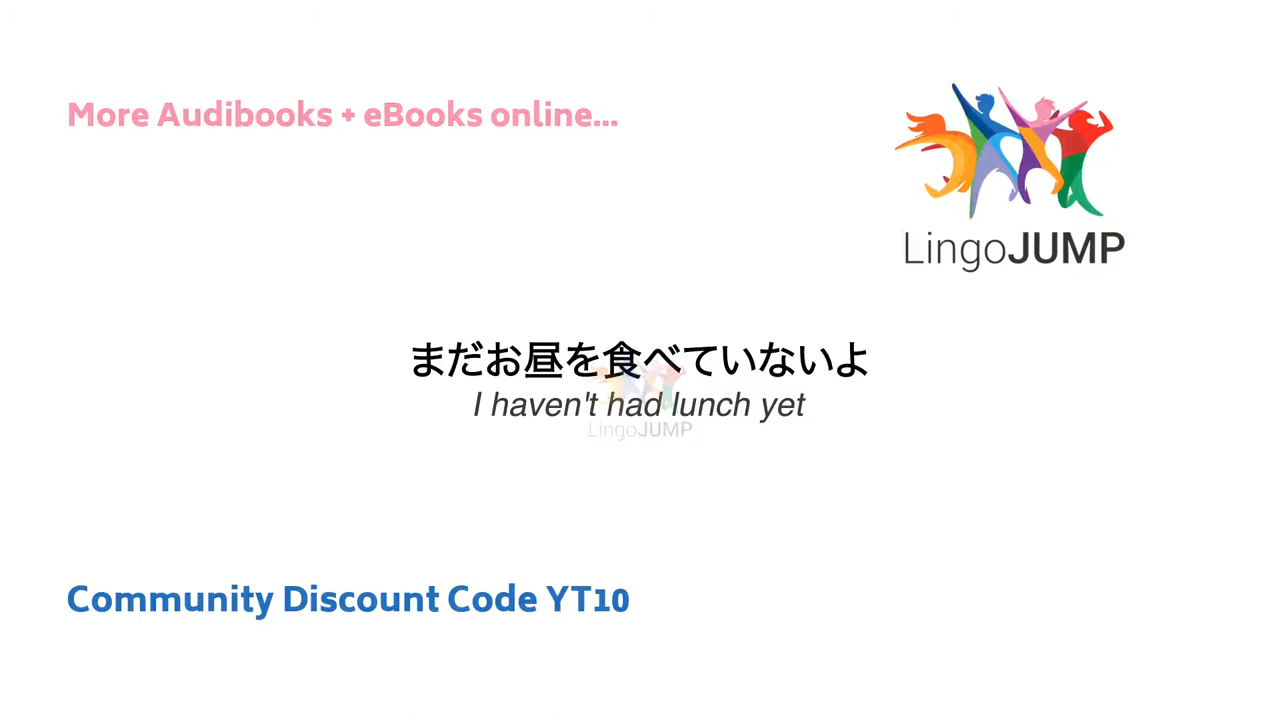 More Audibooks + eBooks online...
LingoJUMP
まだお昼を食べていないよ
I haven't had lunch yet
LingoJUMP
Community Discount Code YT10